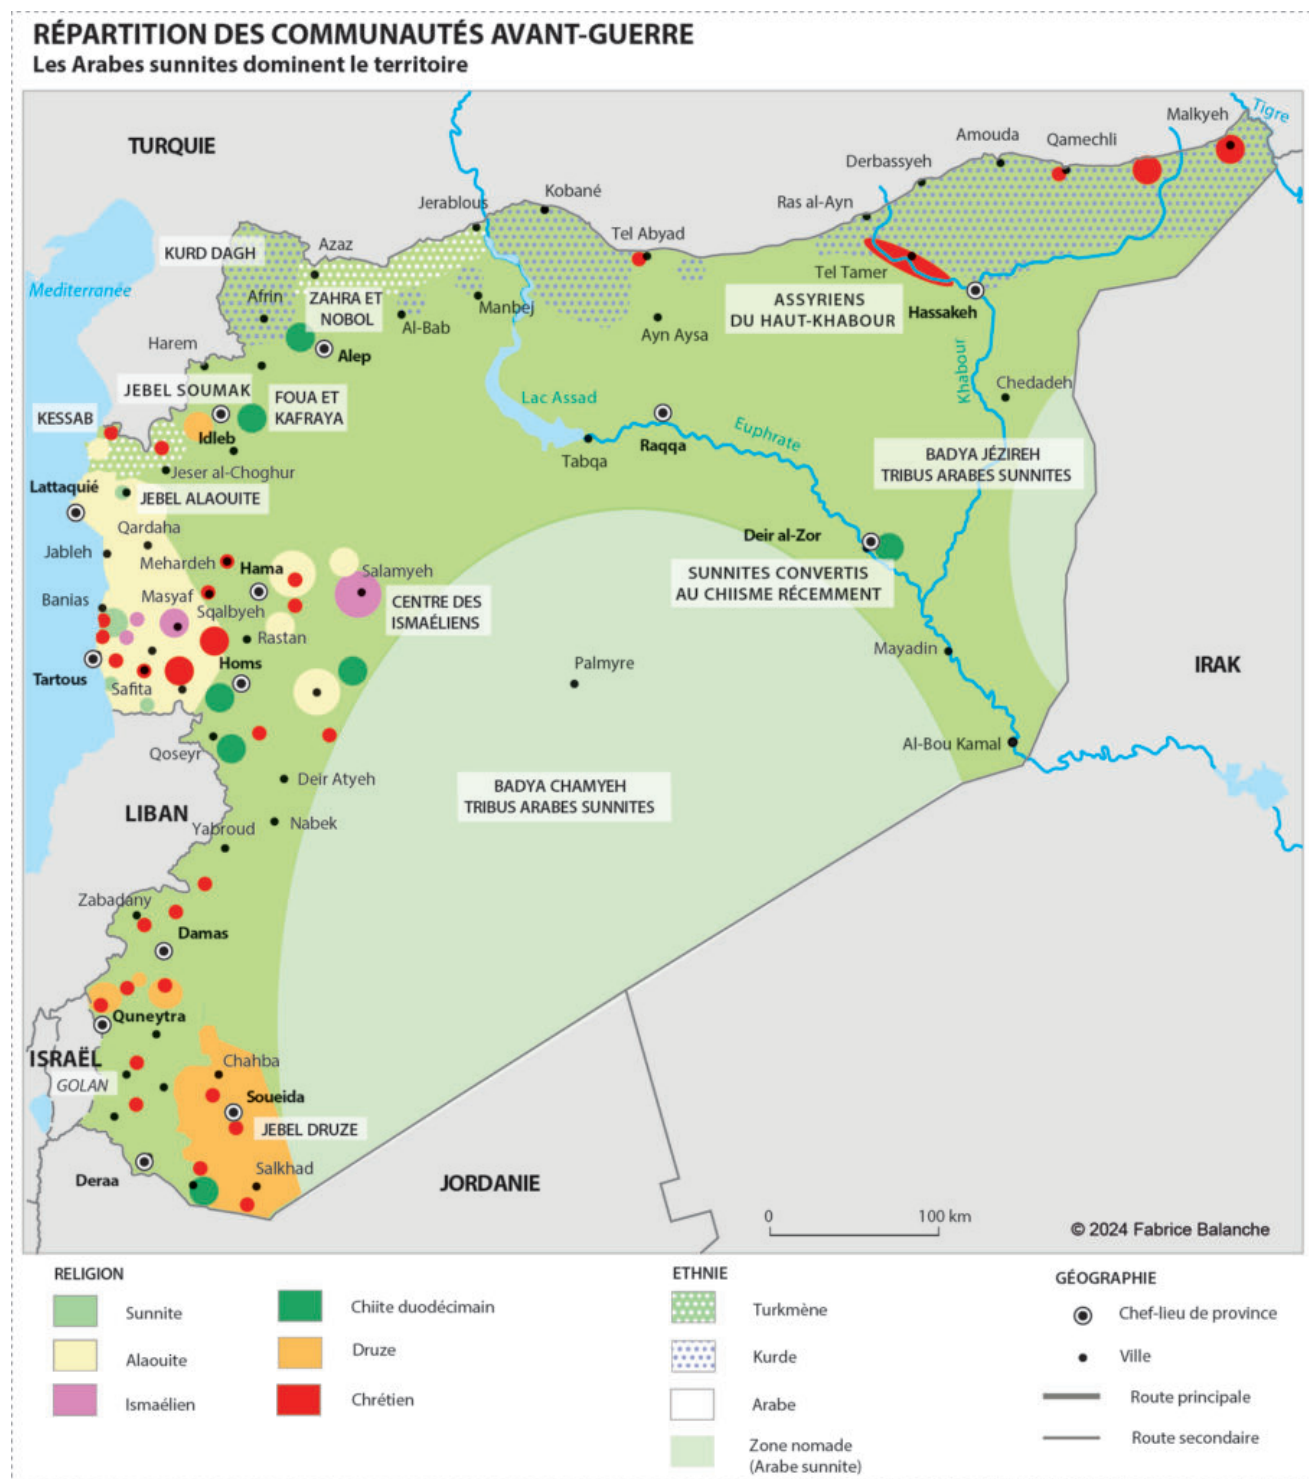 RÉPARTITION DES COMMUNAUTÉS AVANT-GUERRE
Les Arabes sunnites dominent le territoire
TURQUIE
Tigre
Malkyeh
Amouda
Qamechli
Derbassyeh
Kobané
Jerablous
Ras al-Ayn
Tel Abyad
Azaz
KURD DAGH
Tel Tamer
Mediterranée
Afrin
ZAHRA ET
NOBOL
Manbej
ASSYRIENS
DU HAUT-KHABOUR
Hassakeh
Al-Bab
Ayn Aysa
Harem
Alep
Khabour
Chedadeh
JEBEL SOUMAK
FOUA ET
KAFRAYA
Lac Assad
KESSAB
Idleb
Raqqa
Euphrate
Tabqa
BADYA JÉZIREH
TRIBUS ARABES SUNNITES
Jeser al-Choghur
Lattaquié
JEBEL ALAOUITE
Qardaha
Deir al-Zor
Jableh
Mehardeh
Hama
Salamyeh
SUNNITES CONVERTIS
AU CHIISME RÉCEMMENT
Banias
Masyaf
Sqalbyeh
CENTRE DES
ISMAÉLIENS
Rastan
Mayadin
Homs
Palmyre
IRAK
Tartous
Safita
Al-Bou Kamal
Qoseyr
Deir Atyeh
BADYA CHAMYEH
TRIBUS ARABES SUNNITES
LIBAN
Yabroud
Nabek
Zabadany
Damas
Quneytra
ISRAËL
GOLAN
Chahba
Soueida
JEBEL DRUZE
Deraa
Salkhad
JORDANIE
0
100 km
© 2024 Fabrice Balanche
RELIGION
Sunnite
Alaouite
Ismaélien
Chiite duodécimain
Druze
Chrétien
ETHNIE
Turkmène
Kurde
Arabe
Zone nomade
(Arabe sunnite)
GÉOGRAPHIE
Chef-lieu de province
Ville
Route principale
Route secondaire